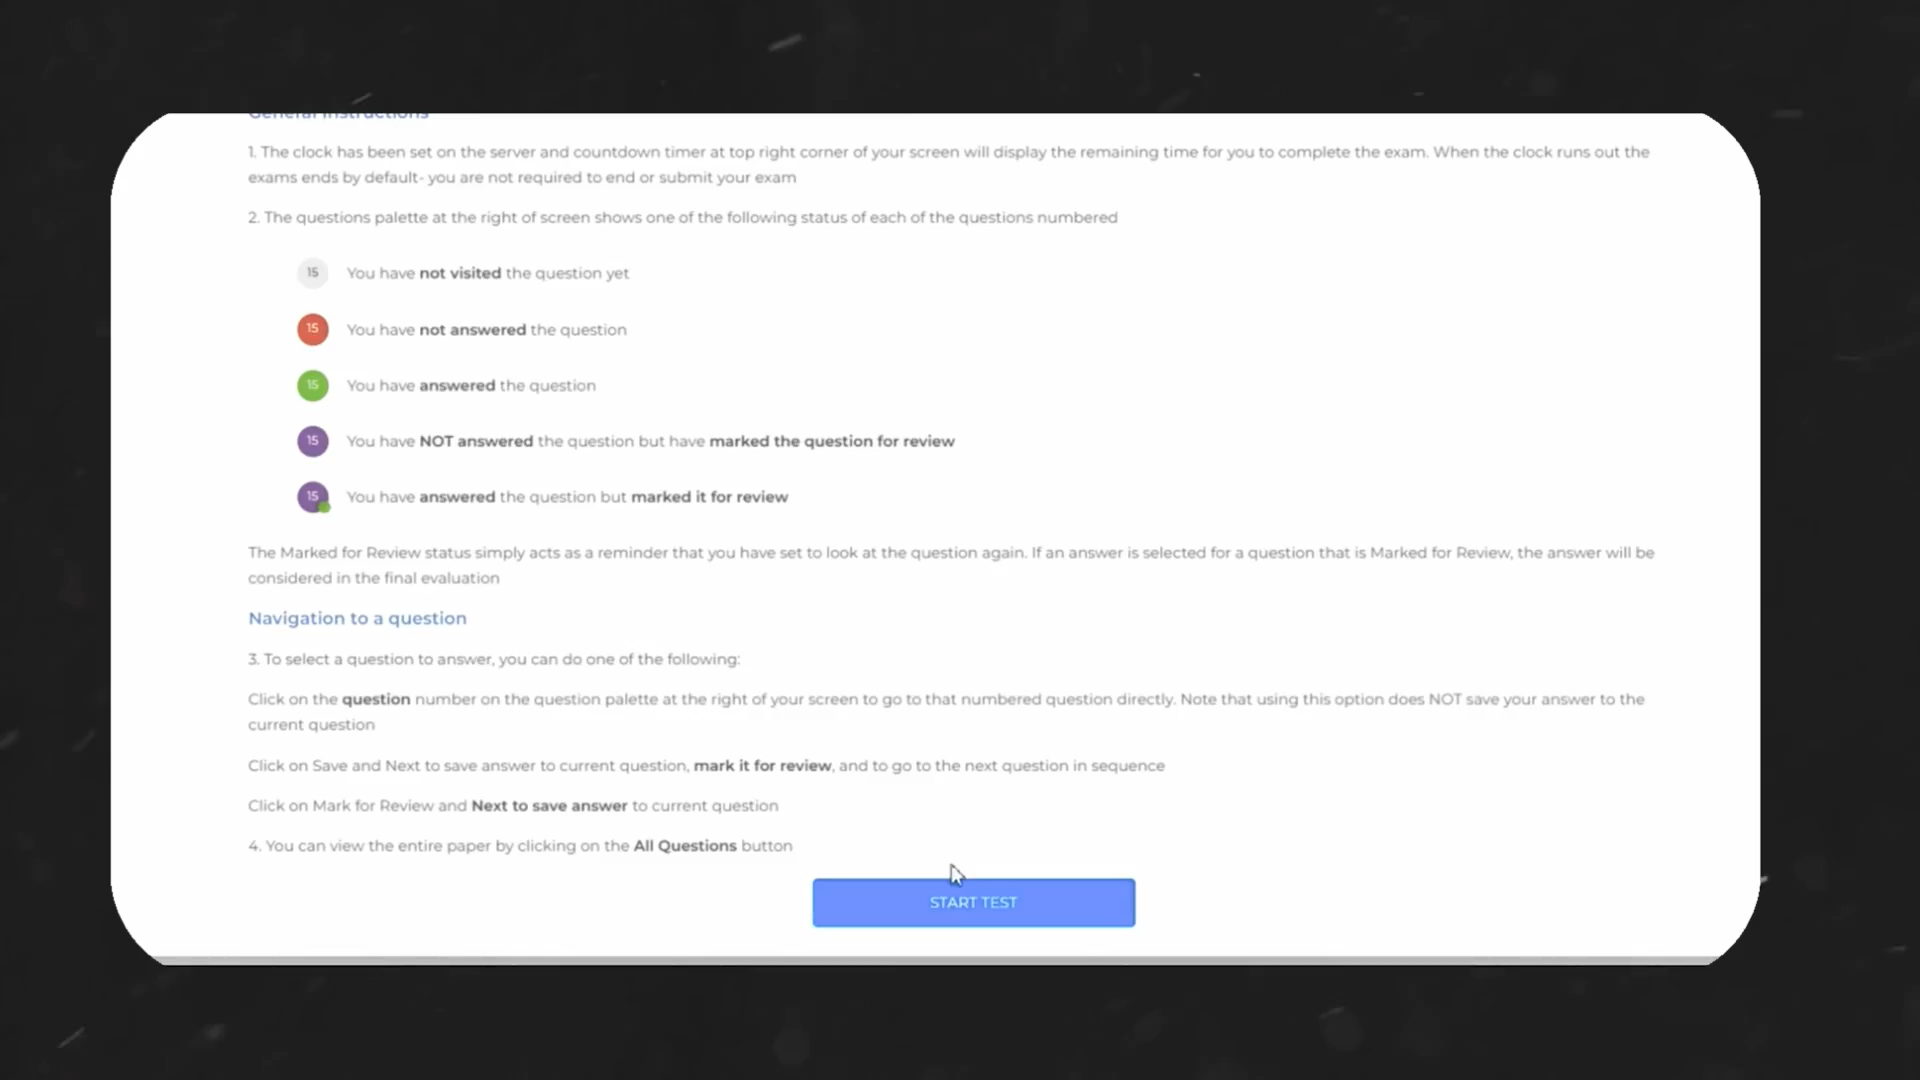 General Instructions
1. The clock has been set on the server and countdown timer at top right corner of your screen will display the remaining time for you to complete the exam. When the clock runs out the
exams ends by default- you are not required to end or submit your exam
2. The questions palette at the right of screen shows one of the following status of each of the questions numbered
15 You have not visited the question yet
15 You have not answered the question
15 You have answered the question
15 You have NOT answered the question but have marked the question for review
15 You have answered the question but marked it for review
The Marked for Review status simply acts as a reminder that you have set to look at the question again. If an answer is selected for a question that is Marked for Review, the answer will be
considered in the final evaluation
Navigation to a question
3. To select a question to answer, you can do one of the following:
Click on the question number on the question palette at the right of your screen to go to that numbered question directly. Note that using this option does NOT save your answer to the
current question
Click on Save and Next to save answer to current question, mark it for review, and to go to the next question in sequence
Click on Mark for Review and Next to save answer to current question
4. You can view the entire paper by clicking on the All Questions button
START TEST